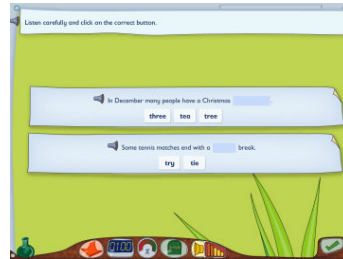 Listen carefully and click on the correct button.
In December many people have a Christmas .
three tea tree
Some tennis matches end with a break.
try tie
0100